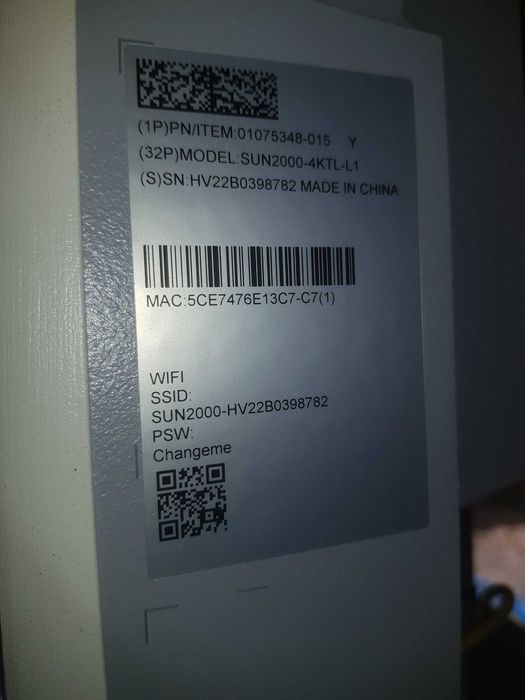 (1P)PN/ITEM:01075348-015 Y
(32P)MODEL:SUN2000-4KTL-L1
(S)SN:HV22B0398782 MADE IN CHINA
MAC:5CE7476E13C7-C7(1)
WIFI
SSID:
SUN2000-HV22B0398782
PSW:
Changeme